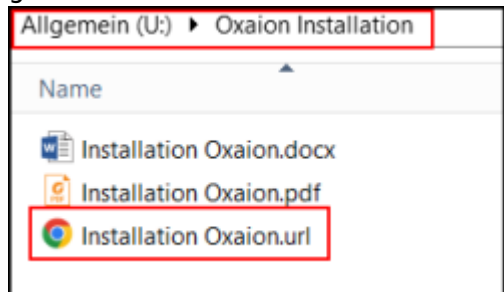 Allgemein (U:) ▸ Oxaion Installation
Name
Installation Oxaion.docx
Installation Oxaion.pdf
Installation Oxaion.url